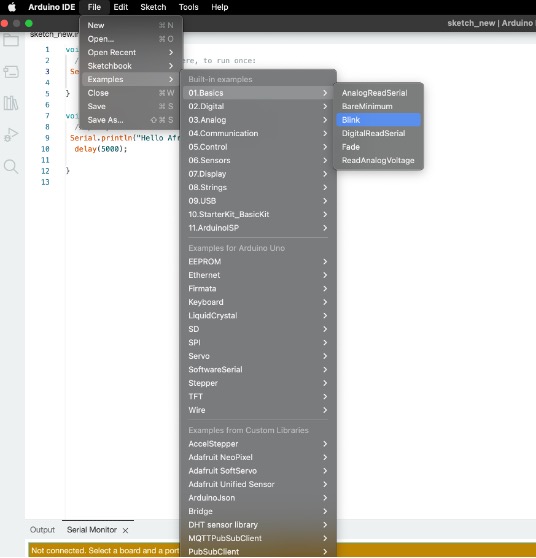 Arduino IDE File Edit Sketch Tools Help
sketch_new | Arduino
New ⌘ N
Open... ⌘ O
Open Recent
Sketchbook
Examples
Close ⌘ W
Save ⌘ S
Save As... ⇧ ⌘ S
Built-in examples
01.Basics
02.Digital
03.Analog
04.Communication
05.Control
06.Sensors
07.Display
08.Strings
09.USB
10.StarterKit_BasicKit
11.ArduinoISP
Examples for Arduino Uno
EEPROM
Ethernet
Firmata
Keyboard
LiquidCrystal
SD
SPI
Servo
SoftwareSerial
Stepper
TFT
Wire
Examples from Custom Libraries
AccelStepper
Adafruit NeoPixel
Adafruit SoftServo
Adafruit Unified Sensor
ArduinoJson
Bridge
DHT sensor library
MQTTPubSubClient
PubSubClient
AnalogReadSerial
BareMinimum
Blink
DigitalReadSerial
Fade
ReadAnalogVoltage
sketch_new.in
1 vo
2 // re, to run once:
3 Se
4
5 }
6
7 vo
8 //
9 Serial.println("Hello Afr
10 delay(5000);
11
12 }
13
Output Serial Monitor ×
Not connected. Select a board and a port